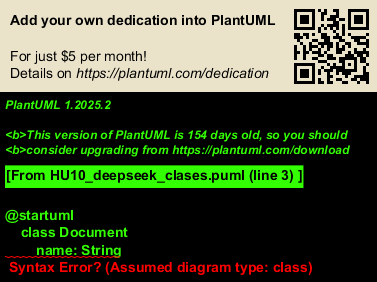 Add your own dedication into PlantUML
For just $5 per month!
Details on https://plantuml.com/dedication
PlantUML 1.2025.2
<b>This version of PlantUML is 154 days old, so you should
<b>consider upgrading from https://plantuml.com/download
[From HU10_deepseek_clases.puml (line 3) ]
@startuml
class Document
name: String
Syntax Error? (Assumed diagram type: class)